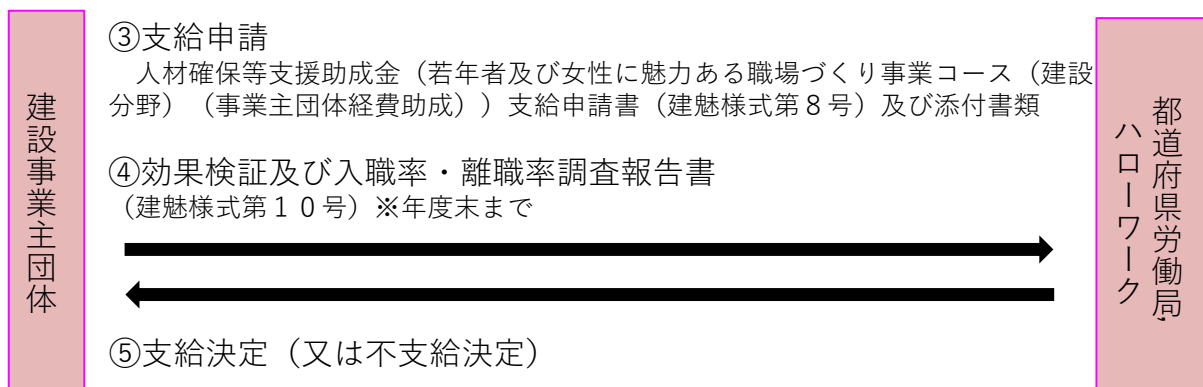 建設事業主団体
③支給申請
人材確保等支援助成金（若年者及び女性に魅力ある職場づくり事業コース（建設
分野）（事業主団体経費助成））支給申請書（建魅様式第８号）及び添付書類
④効果検証及び入職率・離職率調査報告書
（建魅様式第１０号）※年度末まで
⑤支給決定（又は不支給決定）
都道府県労働局・
ハローワーク